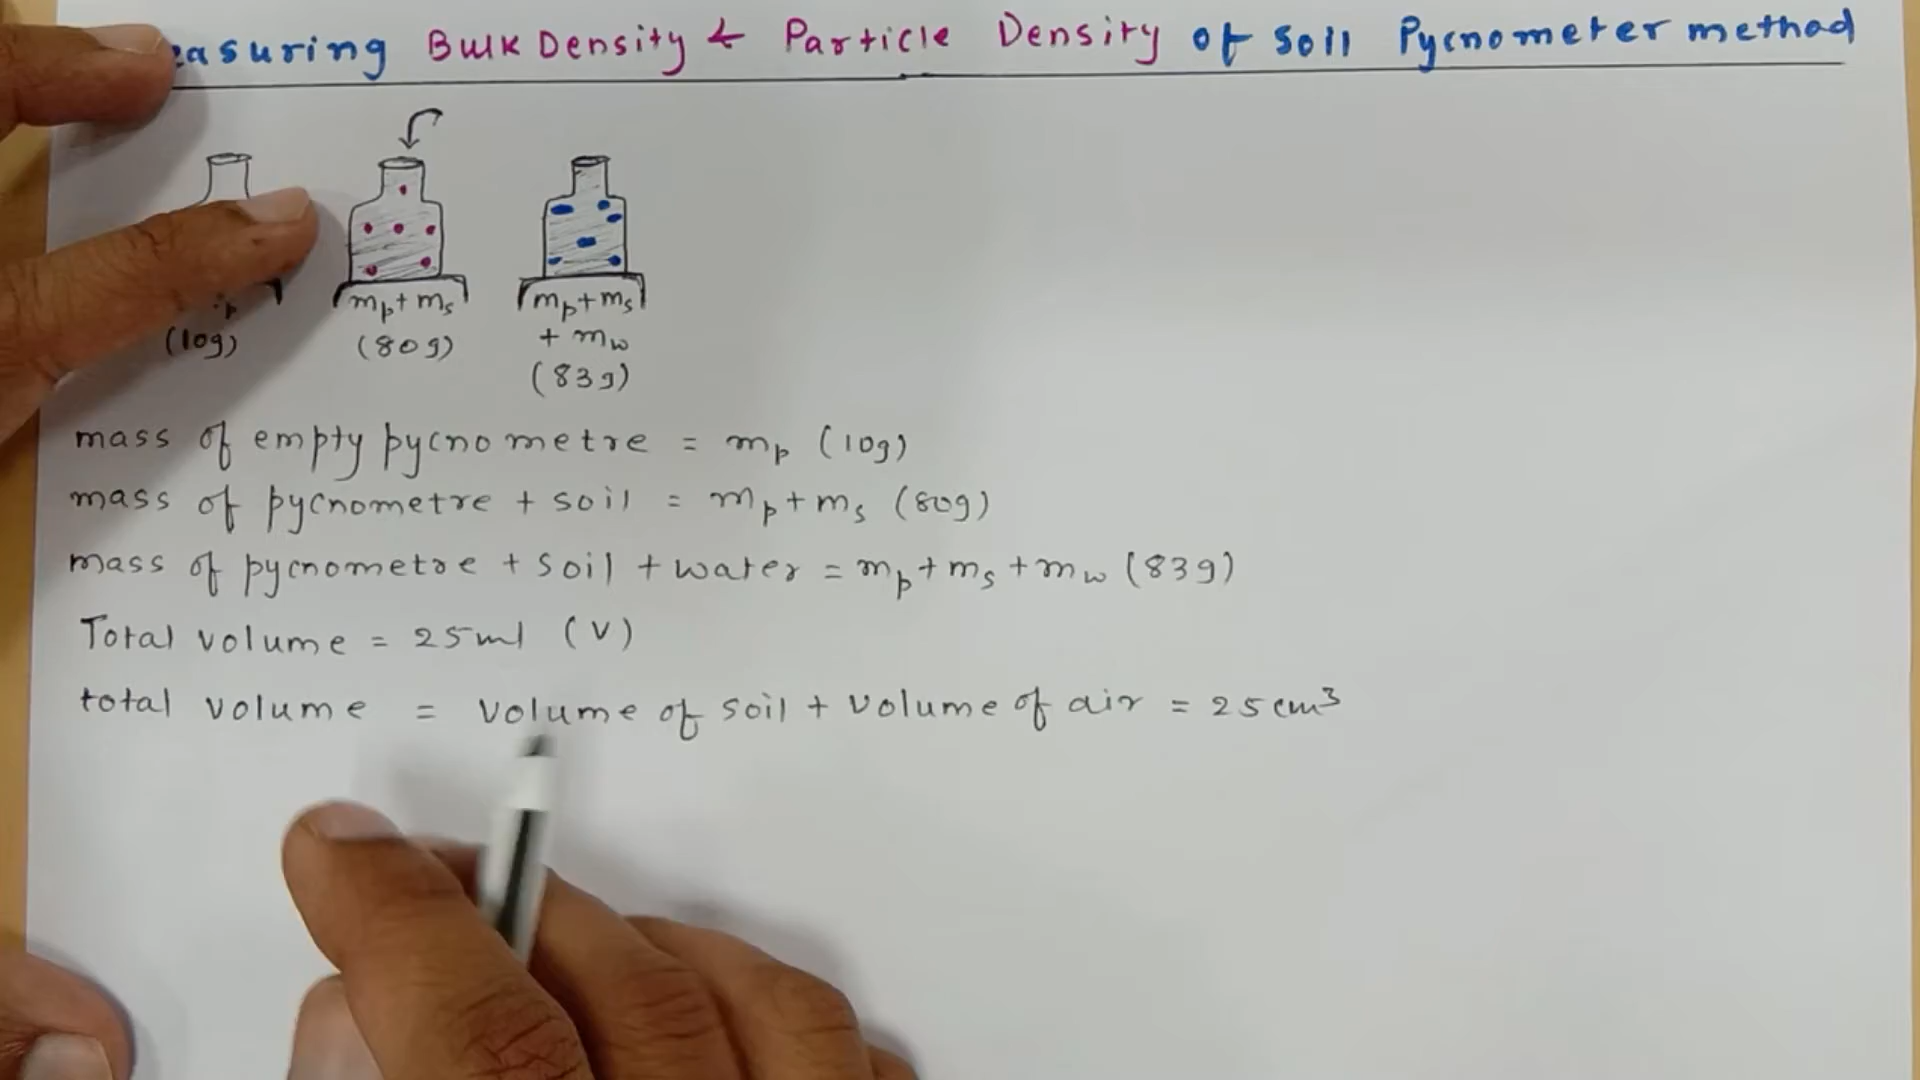 easuring Bulk Density & Particle Density of Soil Pycnometer method
mp+ms
mp+ms
+ mw
(10g)
(80g)
(83g)
mass of empty pycnometre = mp (10g)
mass of pycnometre + soil = mp+ms (80g)
mass of pycnometre + soil + water = mp+ms+mw (83g)
Total volume = 25ml (V)
total volume = volume of soil + volume of air = 25cm³